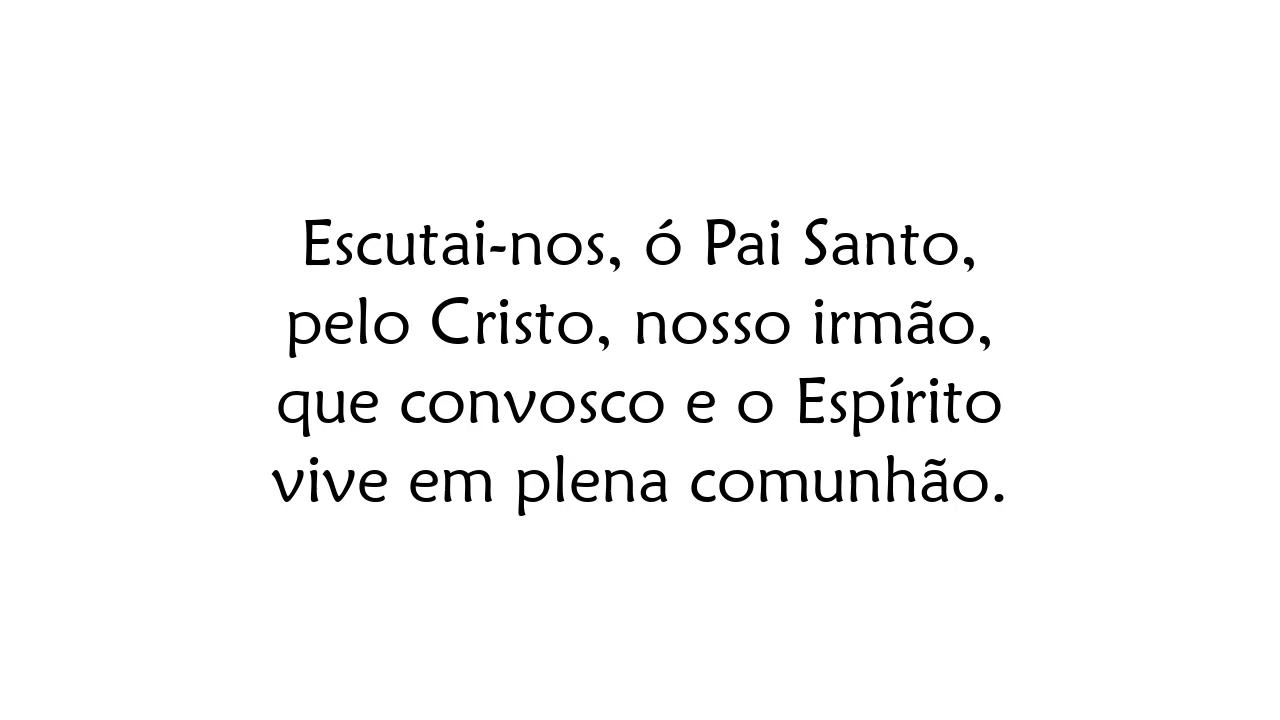 Escutai-nos, ó Pai Santo,
pelo Cristo, nosso irmão,
que convosco e o Espírito
vive em plena comunhão.